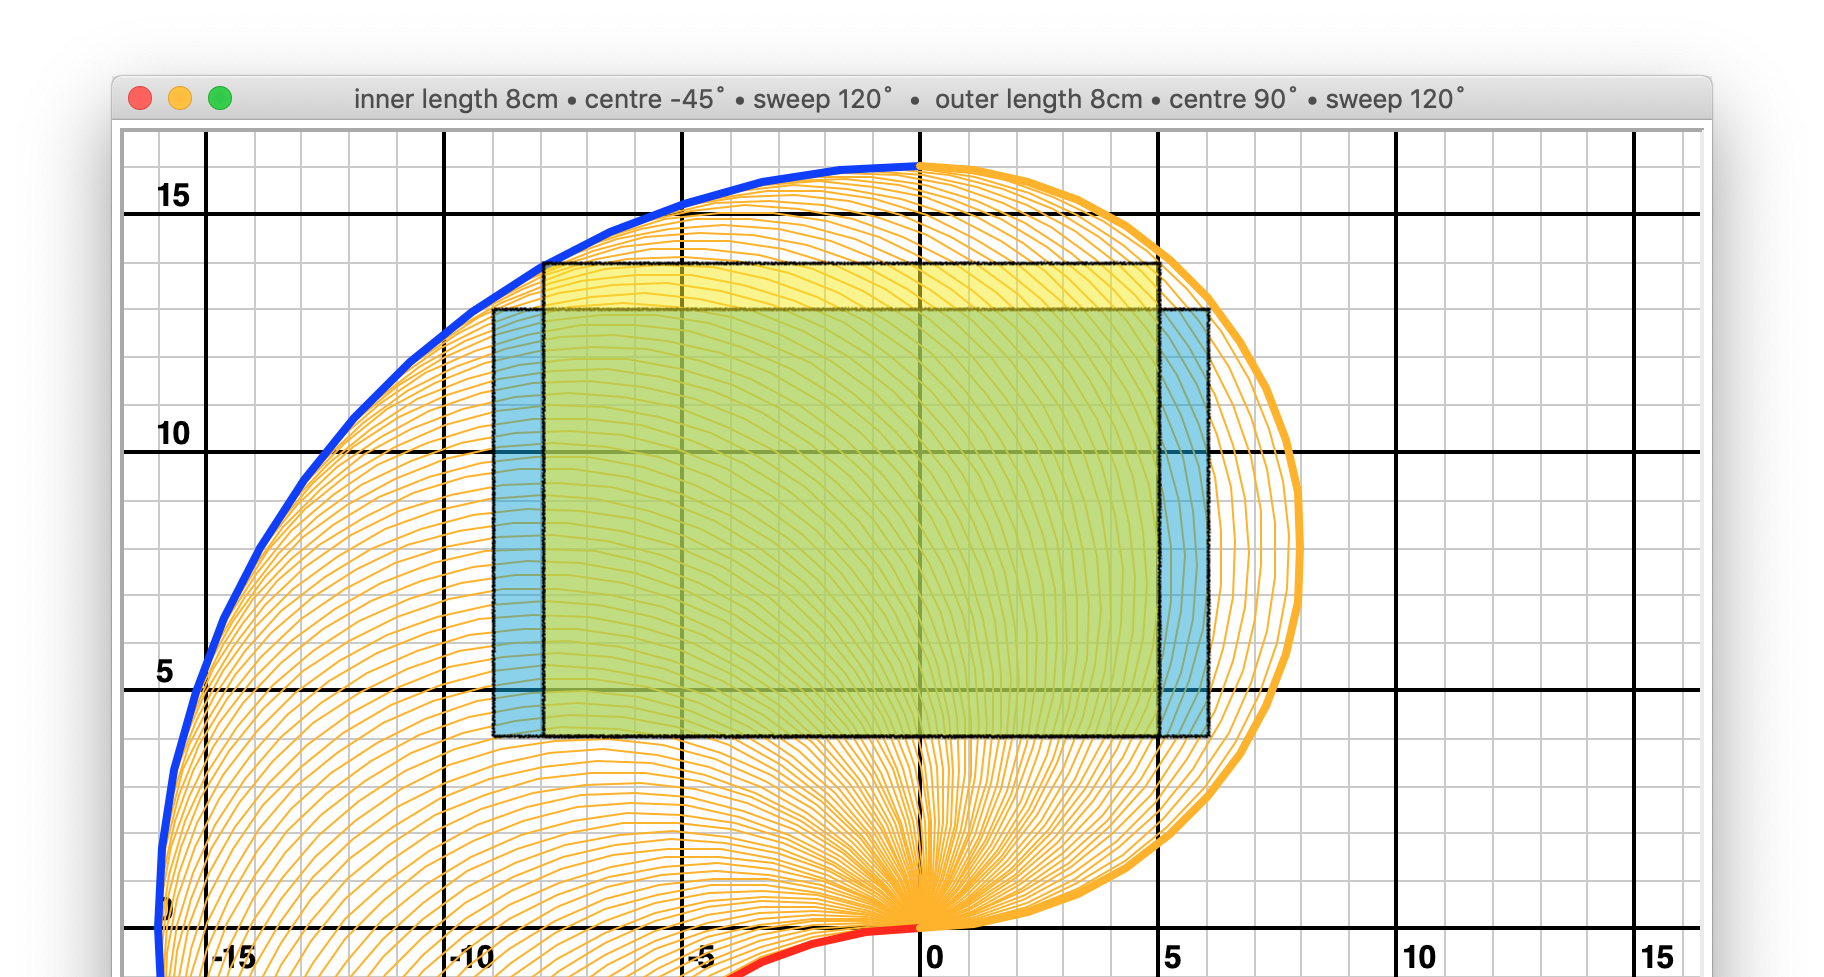 inner length 8cm • centre -45° • sweep 120° • outer length 8cm • centre 90° • sweep 120°
15
10
5
0
-15 -10 -5 0 5 10 15